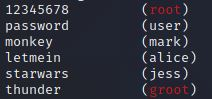 12345678 (root)
password (user)
monkey (mark)
letmein (alice)
starwars (jess)
thunder (groot)